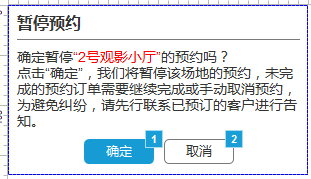 暂停预约
确定暂停“2号观影小厅”的预约吗？
点击“确定”，我们将暂停该场地的预约，未完
成的预约订单需要继续完成或手动取消预约，
为避免纠纷，请先行联系已预订的客户进行告
知。
确定 1 取消 2